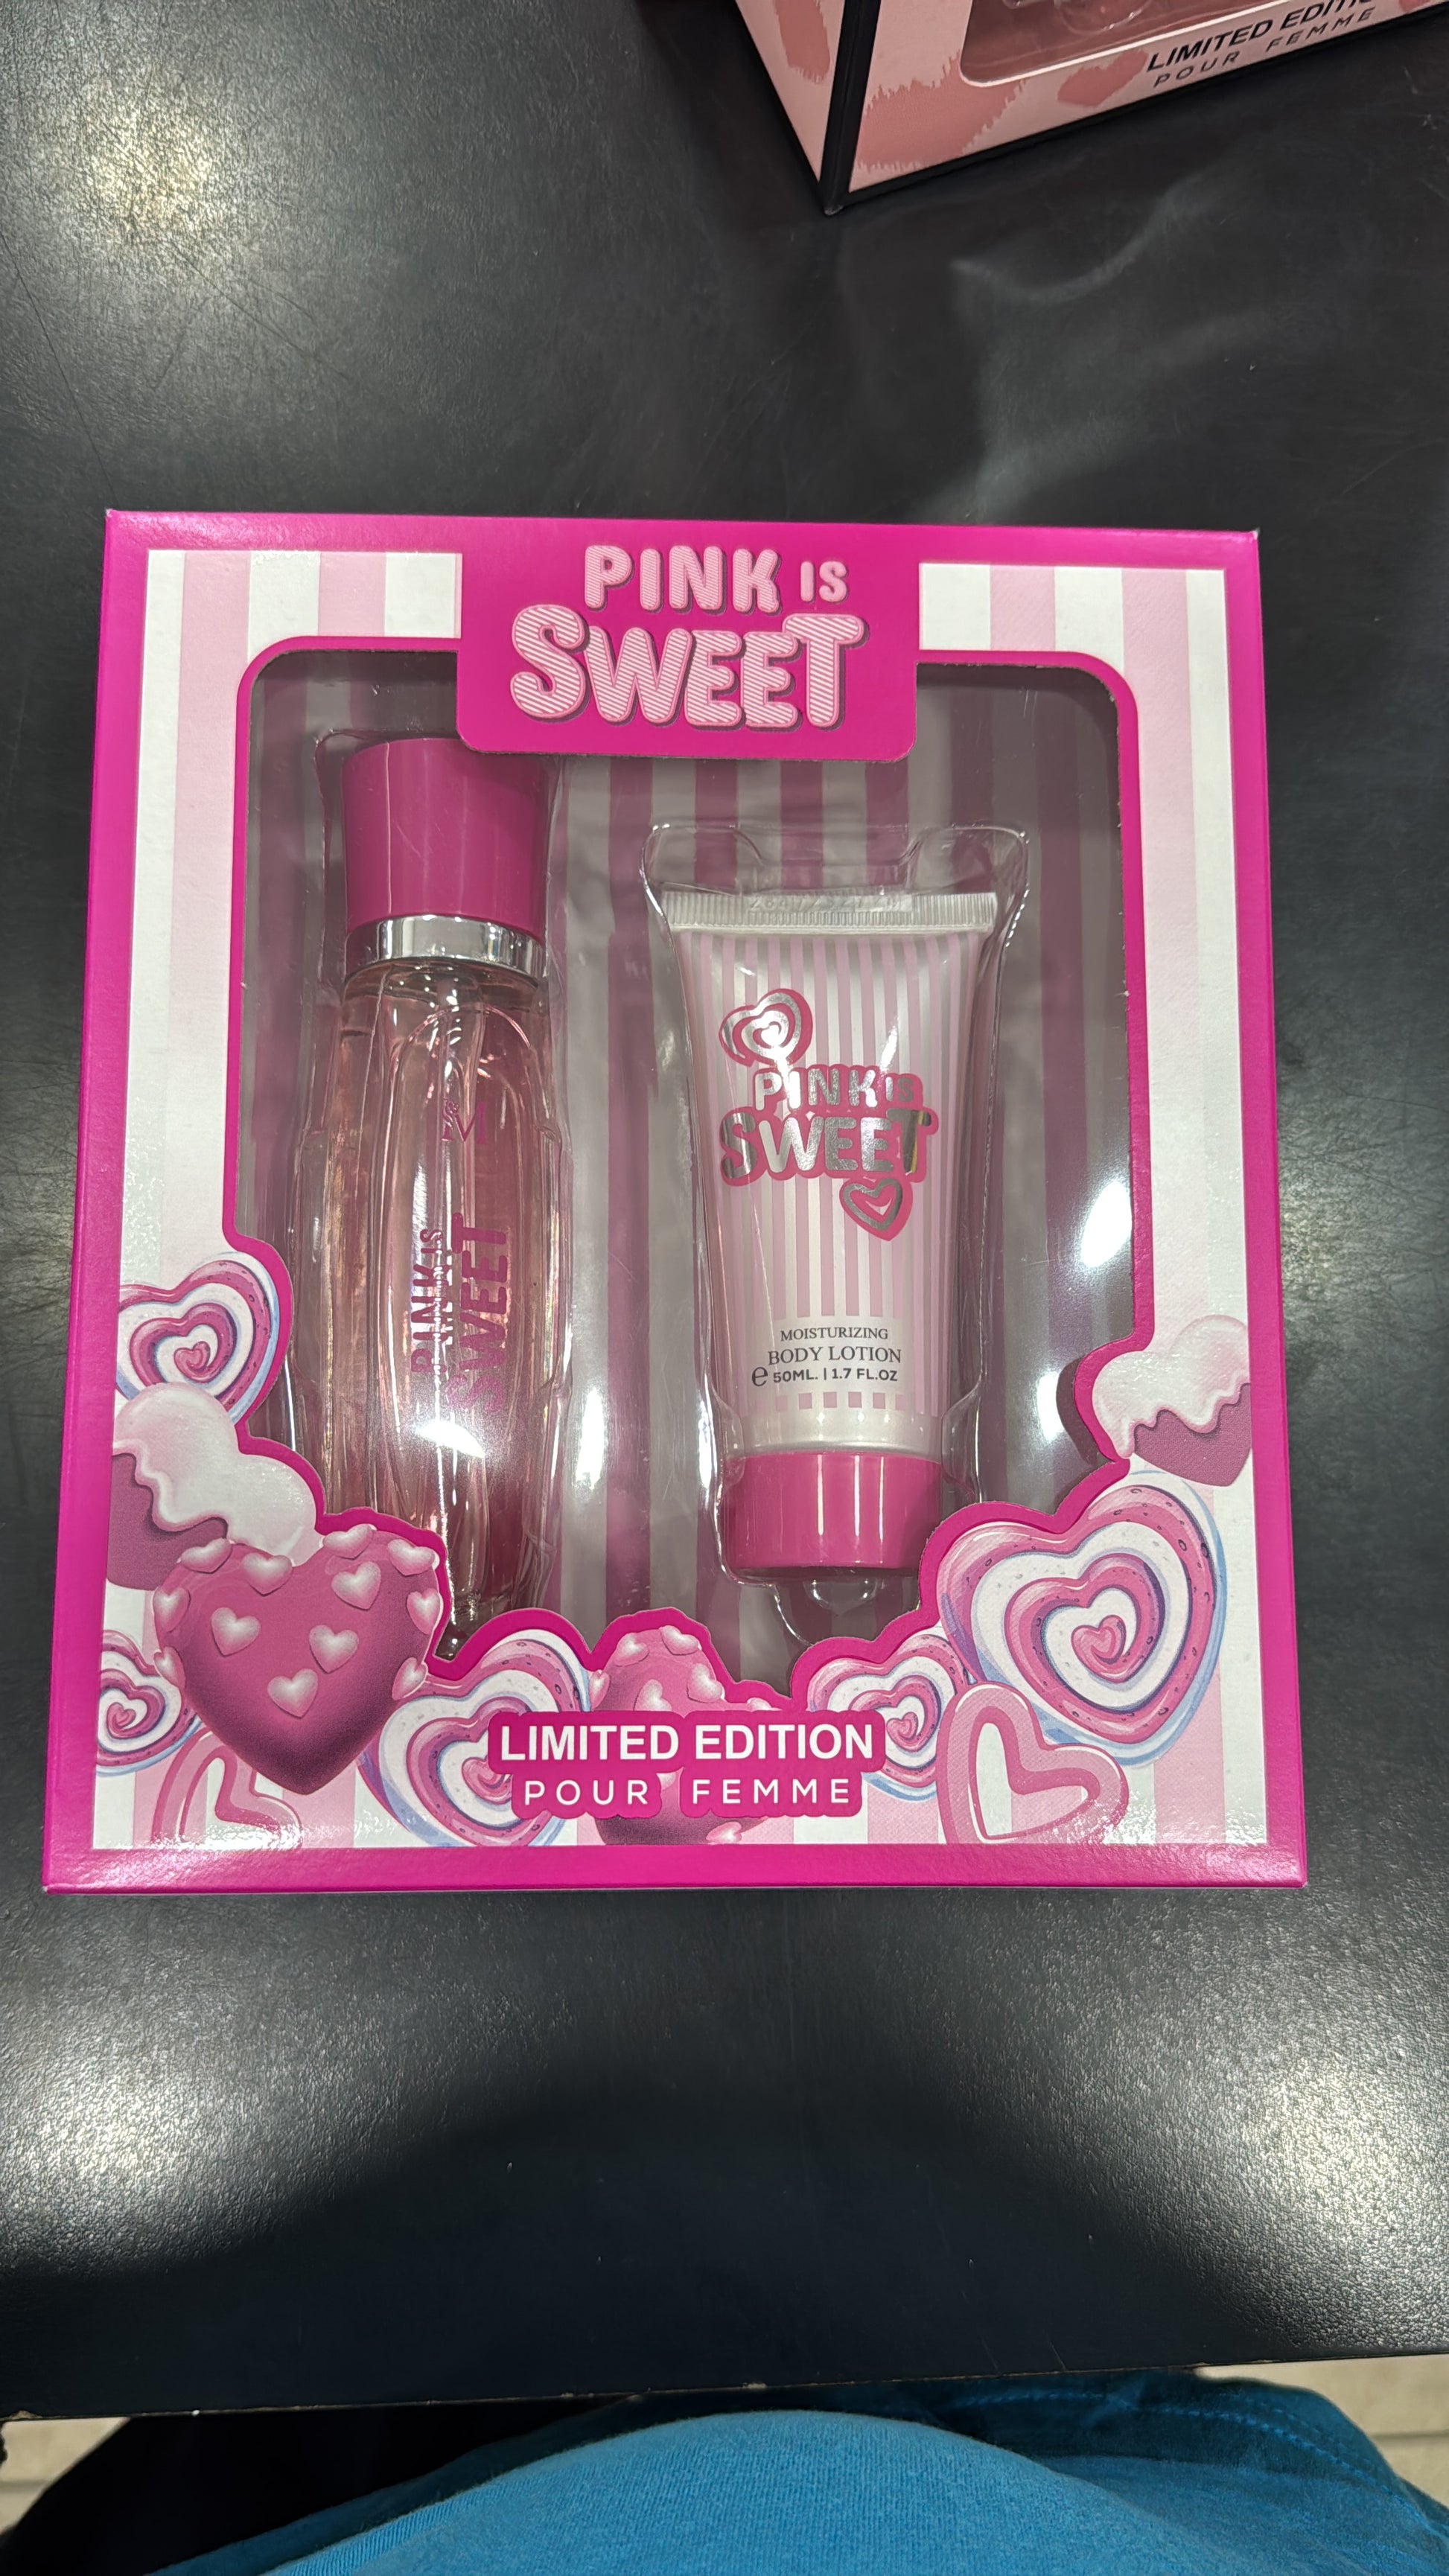 LIMITED EDITI
POUR FEMME
PINK IS
SWEET
PINK IS
SWEET
PINK IS
SWEET
MOISTURIZING
BODY LOTION
e 50ML. | 1.7 FL.OZ
LIMITED EDITION
POUR FEMME